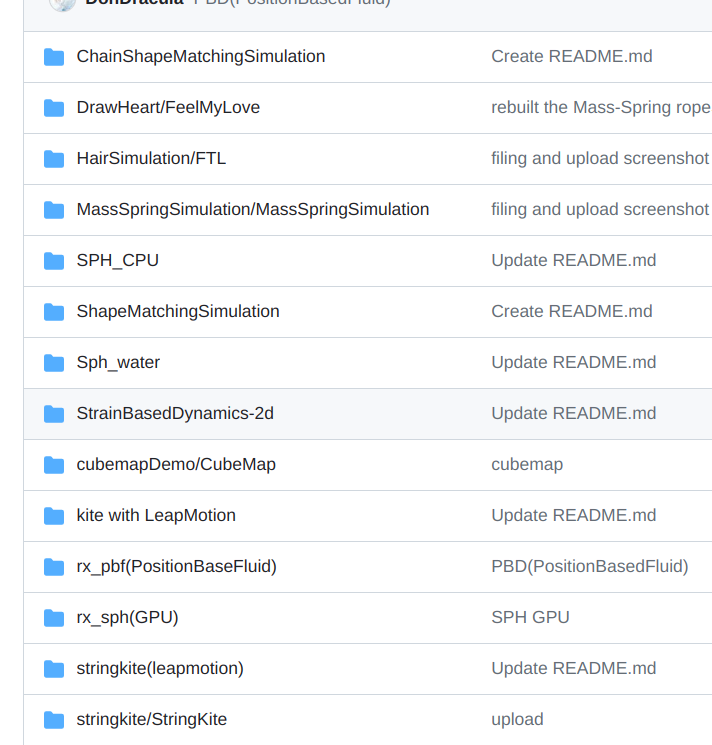 DonDracula PBD(PositionBasedFluid)
ChainShapeMatchingSimulation Create README.md
DrawHeart/FeelMyLove rebuilt the Mass-Spring rope
HairSimulation/FTL filing and upload screenshot
MassSpringSimulation/MassSpringSimulation filing and upload screenshot
SPH_CPU Update README.md
ShapeMatchingSimulation Create README.md
Sph_water Update README.md
StrainBasedDynamics-2d Update README.md
cubemapDemo/CubeMap cubemap
kite with LeapMotion Update README.md
rx_pbf(PositionBaseFluid) PBD(PositionBasedFluid)
rx_sph(GPU) SPH GPU
stringkite(leapmotion) Update README.md
stringkite/StringKite upload